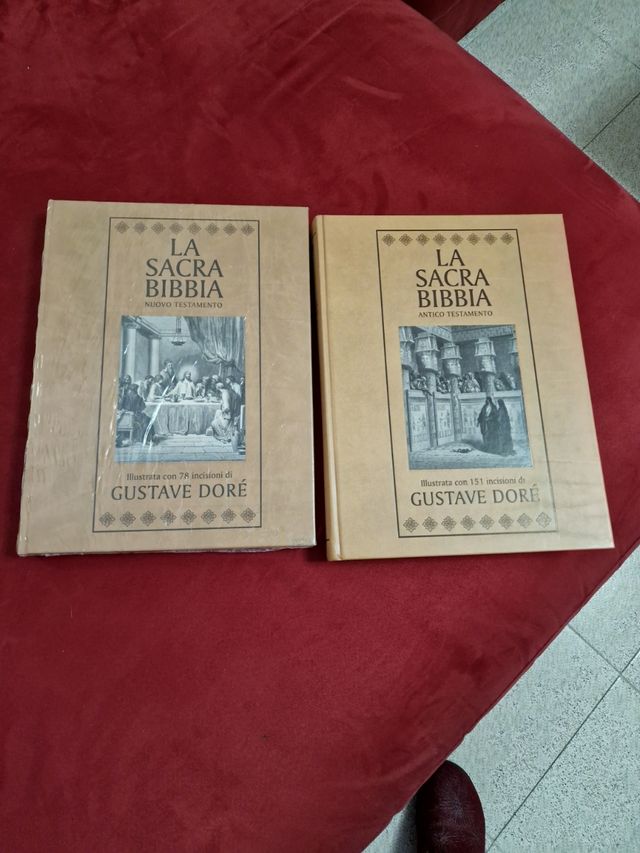 LA
SACRA
BIBBIA
NUOVO TESTAMENTO
Illustrata con 78 incisioni di
GUSTAVE DORÉ
LA
SACRA
BIBBIA
ANTICO TESTAMENTO
Illustrata con 151 incisioni di
GUSTAVE DORÉ